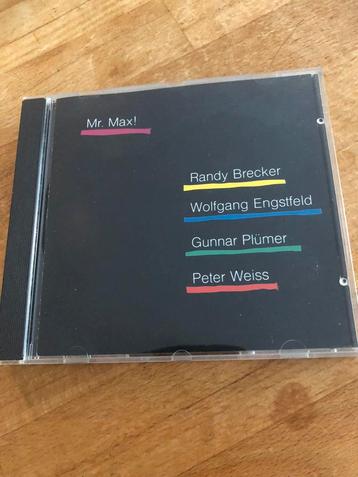 Mr. Max!
Randy Brecker
Wolfgang Engstfeld
Gunnar Plümer
Peter Weiss